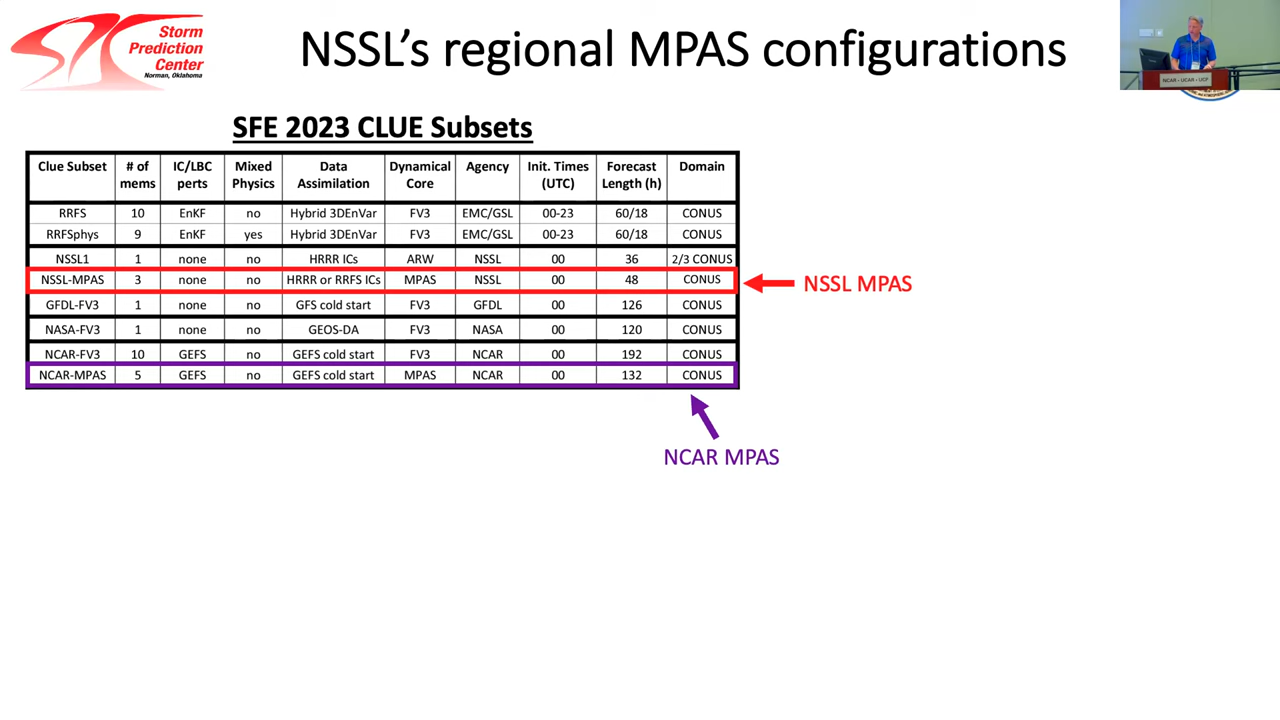 Storm
Prediction
Center
Norman, Oklahoma
NSSL's regional MPAS configurations
NCAR • UCAR • UCP
SFE 2023 CLUE Subsets
Clue Subset # of mems IC/LBC perts Mixed Physics Data Assimilation Dynamical Core Agency Init. Times (UTC) Forecast Length (h) Domain
RRFS 10 EnKF no Hybrid 3DEnVar FV3 EMC/GSL 00-23 60/18 CONUS
RRFSphys 9 EnKF yes Hybrid 3DEnVar FV3 EMC/GSL 00-23 60/18 CONUS
NSSL1 1 none no HRRR ICs ARW NSSL 00 36 2/3 CONUS
NSSL-MPAS 3 none no HRRR or RRFS ICs MPAS NSSL 00 48 CONUS
NSSL MPAS
GFDL-FV3 1 none no GFS cold start FV3 GFDL 00 126 CONUS
NASA-FV3 1 none no GEOS-DA FV3 NASA 00 120 CONUS
NCAR-FV3 10 GEFS no GEFS cold start FV3 NCAR 00 192 CONUS
NCAR-MPAS 5 GEFS no GEFS cold start MPAS NCAR 00 132 CONUS
NCAR MPAS